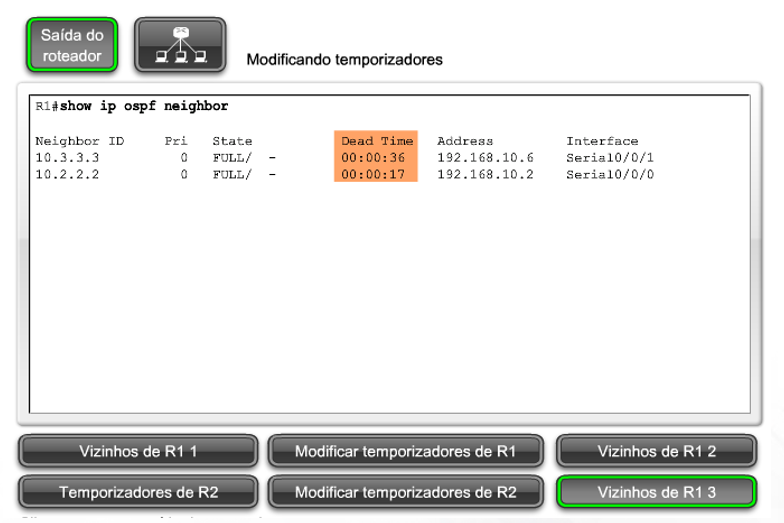 Saída do
roteador
Modificando temporizadores
R1#show ip ospf neighbor
Neighbor ID Pri State Dead Time Address Interface
10.3.3.3 0 FULL/ - 00:00:36 192.168.10.6 Serial0/0/1
10.2.2.2 0 FULL/ - 00:00:17 192.168.10.2 Serial0/0/0
Vizinhos de R1 1
Modificar temporizadores de R1
Vizinhos de R1 2
Temporizadores de R2
Modificar temporizadores de R2
Vizinhos de R1 3